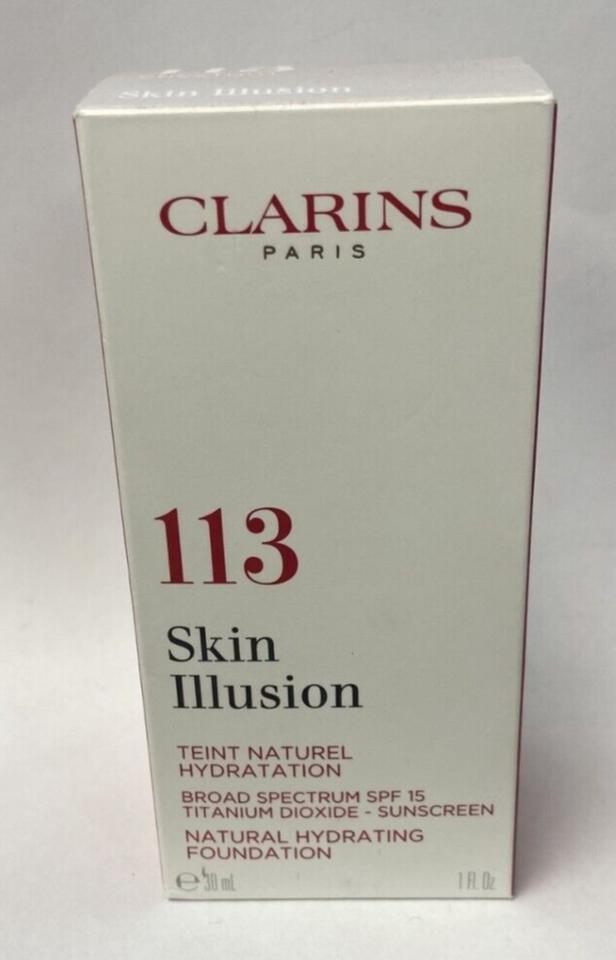 Skin Illusion
CLARINS
PARIS
113
Skin
Illusion
TEINT NATUREL
HYDRATATION
BROAD SPECTRUM SPF 15
TITANIUM DIOXIDE - SUNSCREEN
NATURAL HYDRATING
FOUNDATION
℮ 30 mL 1 Fl. Oz.